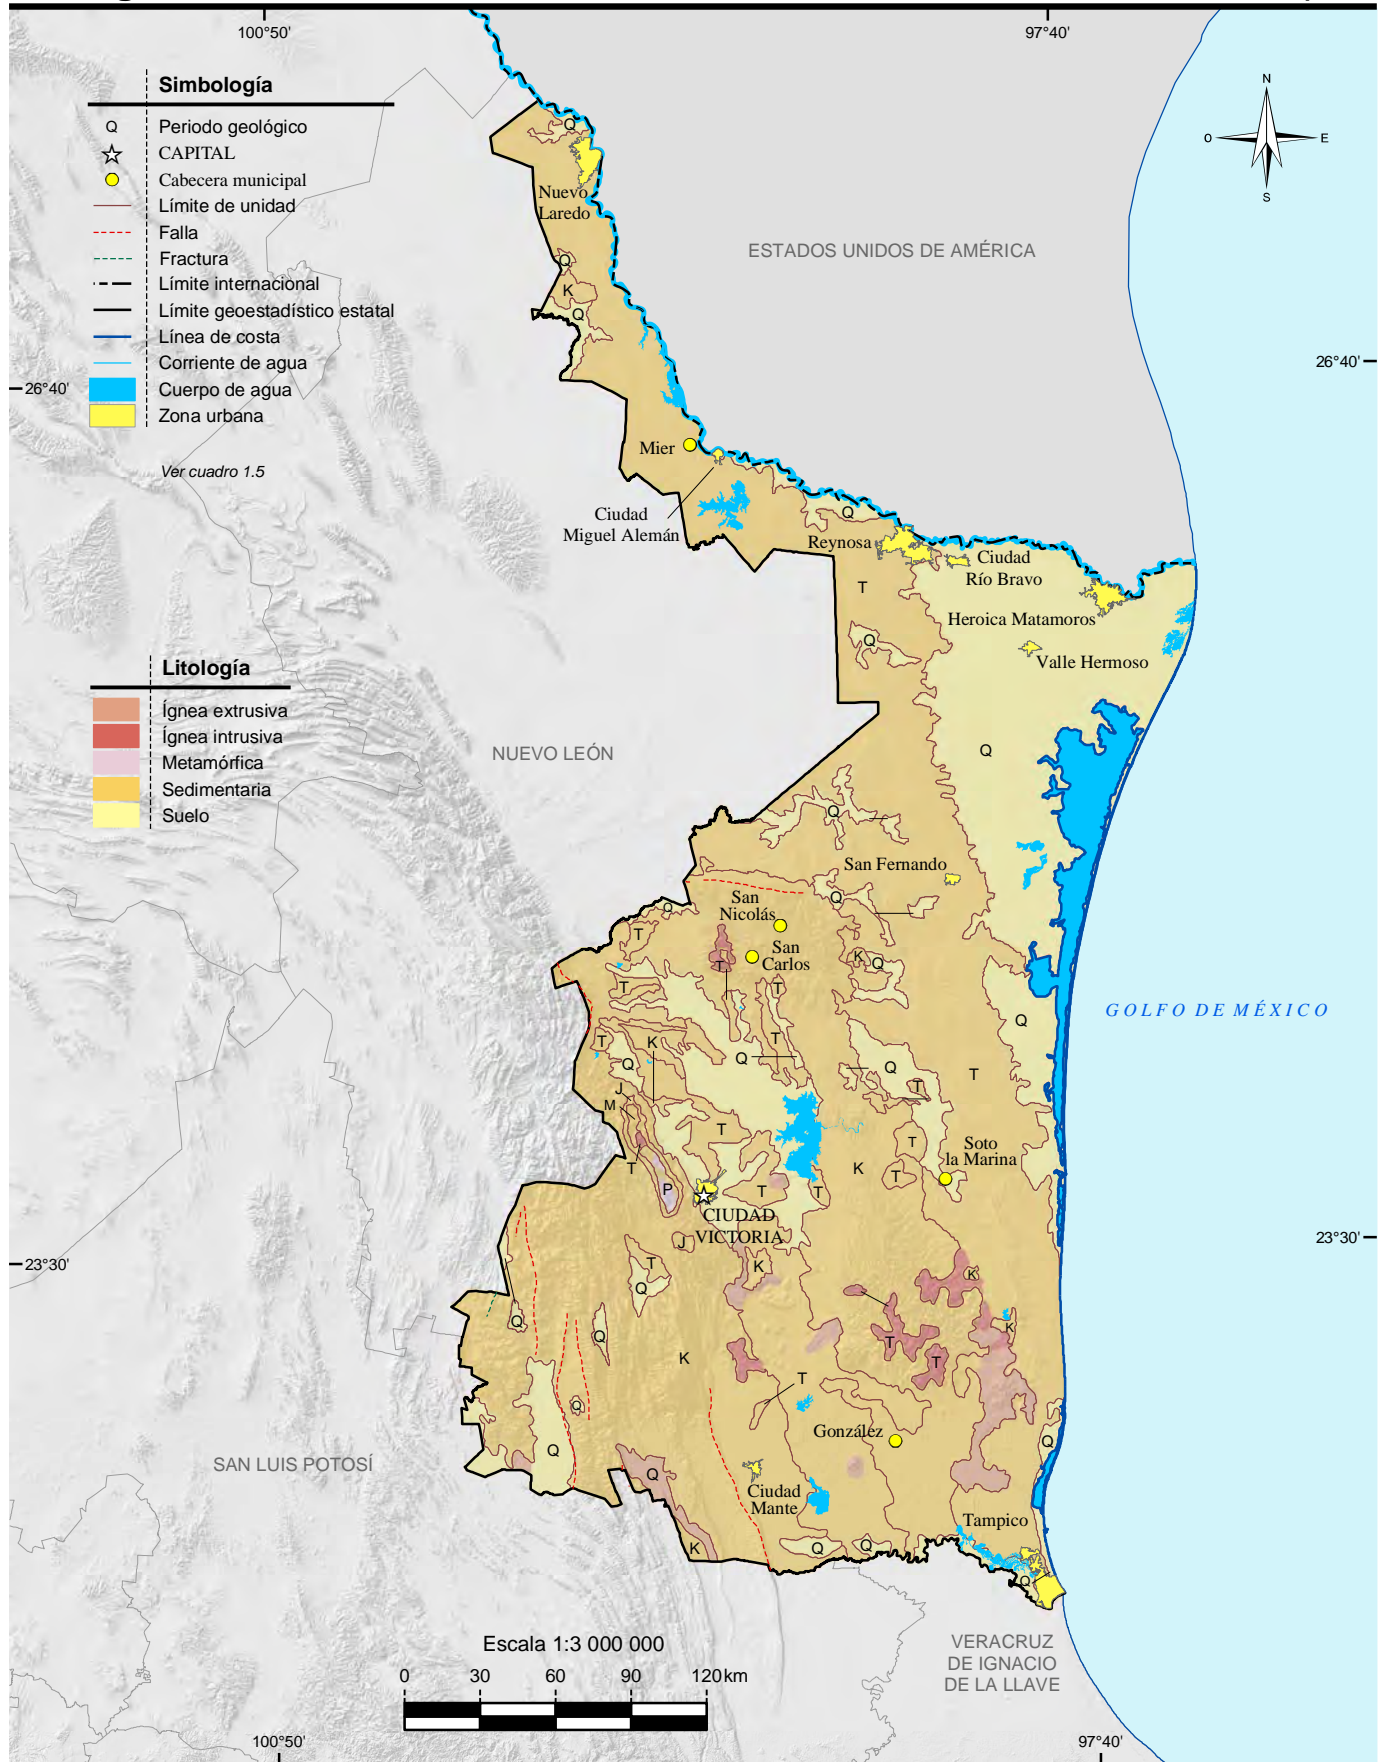 100°50'
97°40'
Simbología
Q Periodo geológico
CAPITAL
Cabecera municipal
Límite de unidad
Falla
Fractura
Límite internacional
Límite geoestadístico estatal
Línea de costa
Corriente de agua
Cuerpo de agua
Zona urbana
Ver cuadro 1.5
N
O
E
S
Q
Nuevo
Laredo
ESTADOS UNIDOS DE AMÉRICA
Q
K
Q
26°40'
26°40'
Mier
Ciudad
Miguel Alemán
Q
Reynosa
Ciudad
Río Bravo
T
Heroica Matamoros
Q
Valle Hermoso
Litología
Ígnea extrusiva
Ígnea intrusiva
Metamórfica
Sedimentaria
Suelo
NUEVO LEÓN
Q
Q
San Fernando
Q
San
Nicolás
Q
T
San
Carlos
T
K
Q
T
T
GOLFO DE MÉXICO
Q
T
K
T
Q
Q
Q
T
T
J
M
T
T
Soto
la Marina
T
K
T
P
T
T
CIUDAD
VICTORIA
J
23°30'
23°30'
T
K
K
Q
Q
Q
K
K
T
T
T
Q
González
Q
Q
SAN LUIS POTOSÍ
Q
Ciudad
Mante
Tampico
K
Q
Q
Q
Escala 1:3 000 000
0 30 60 90 120 km
VERACRUZ
DE IGNACIO
DE LA LLAVE
100°50'
97°40'